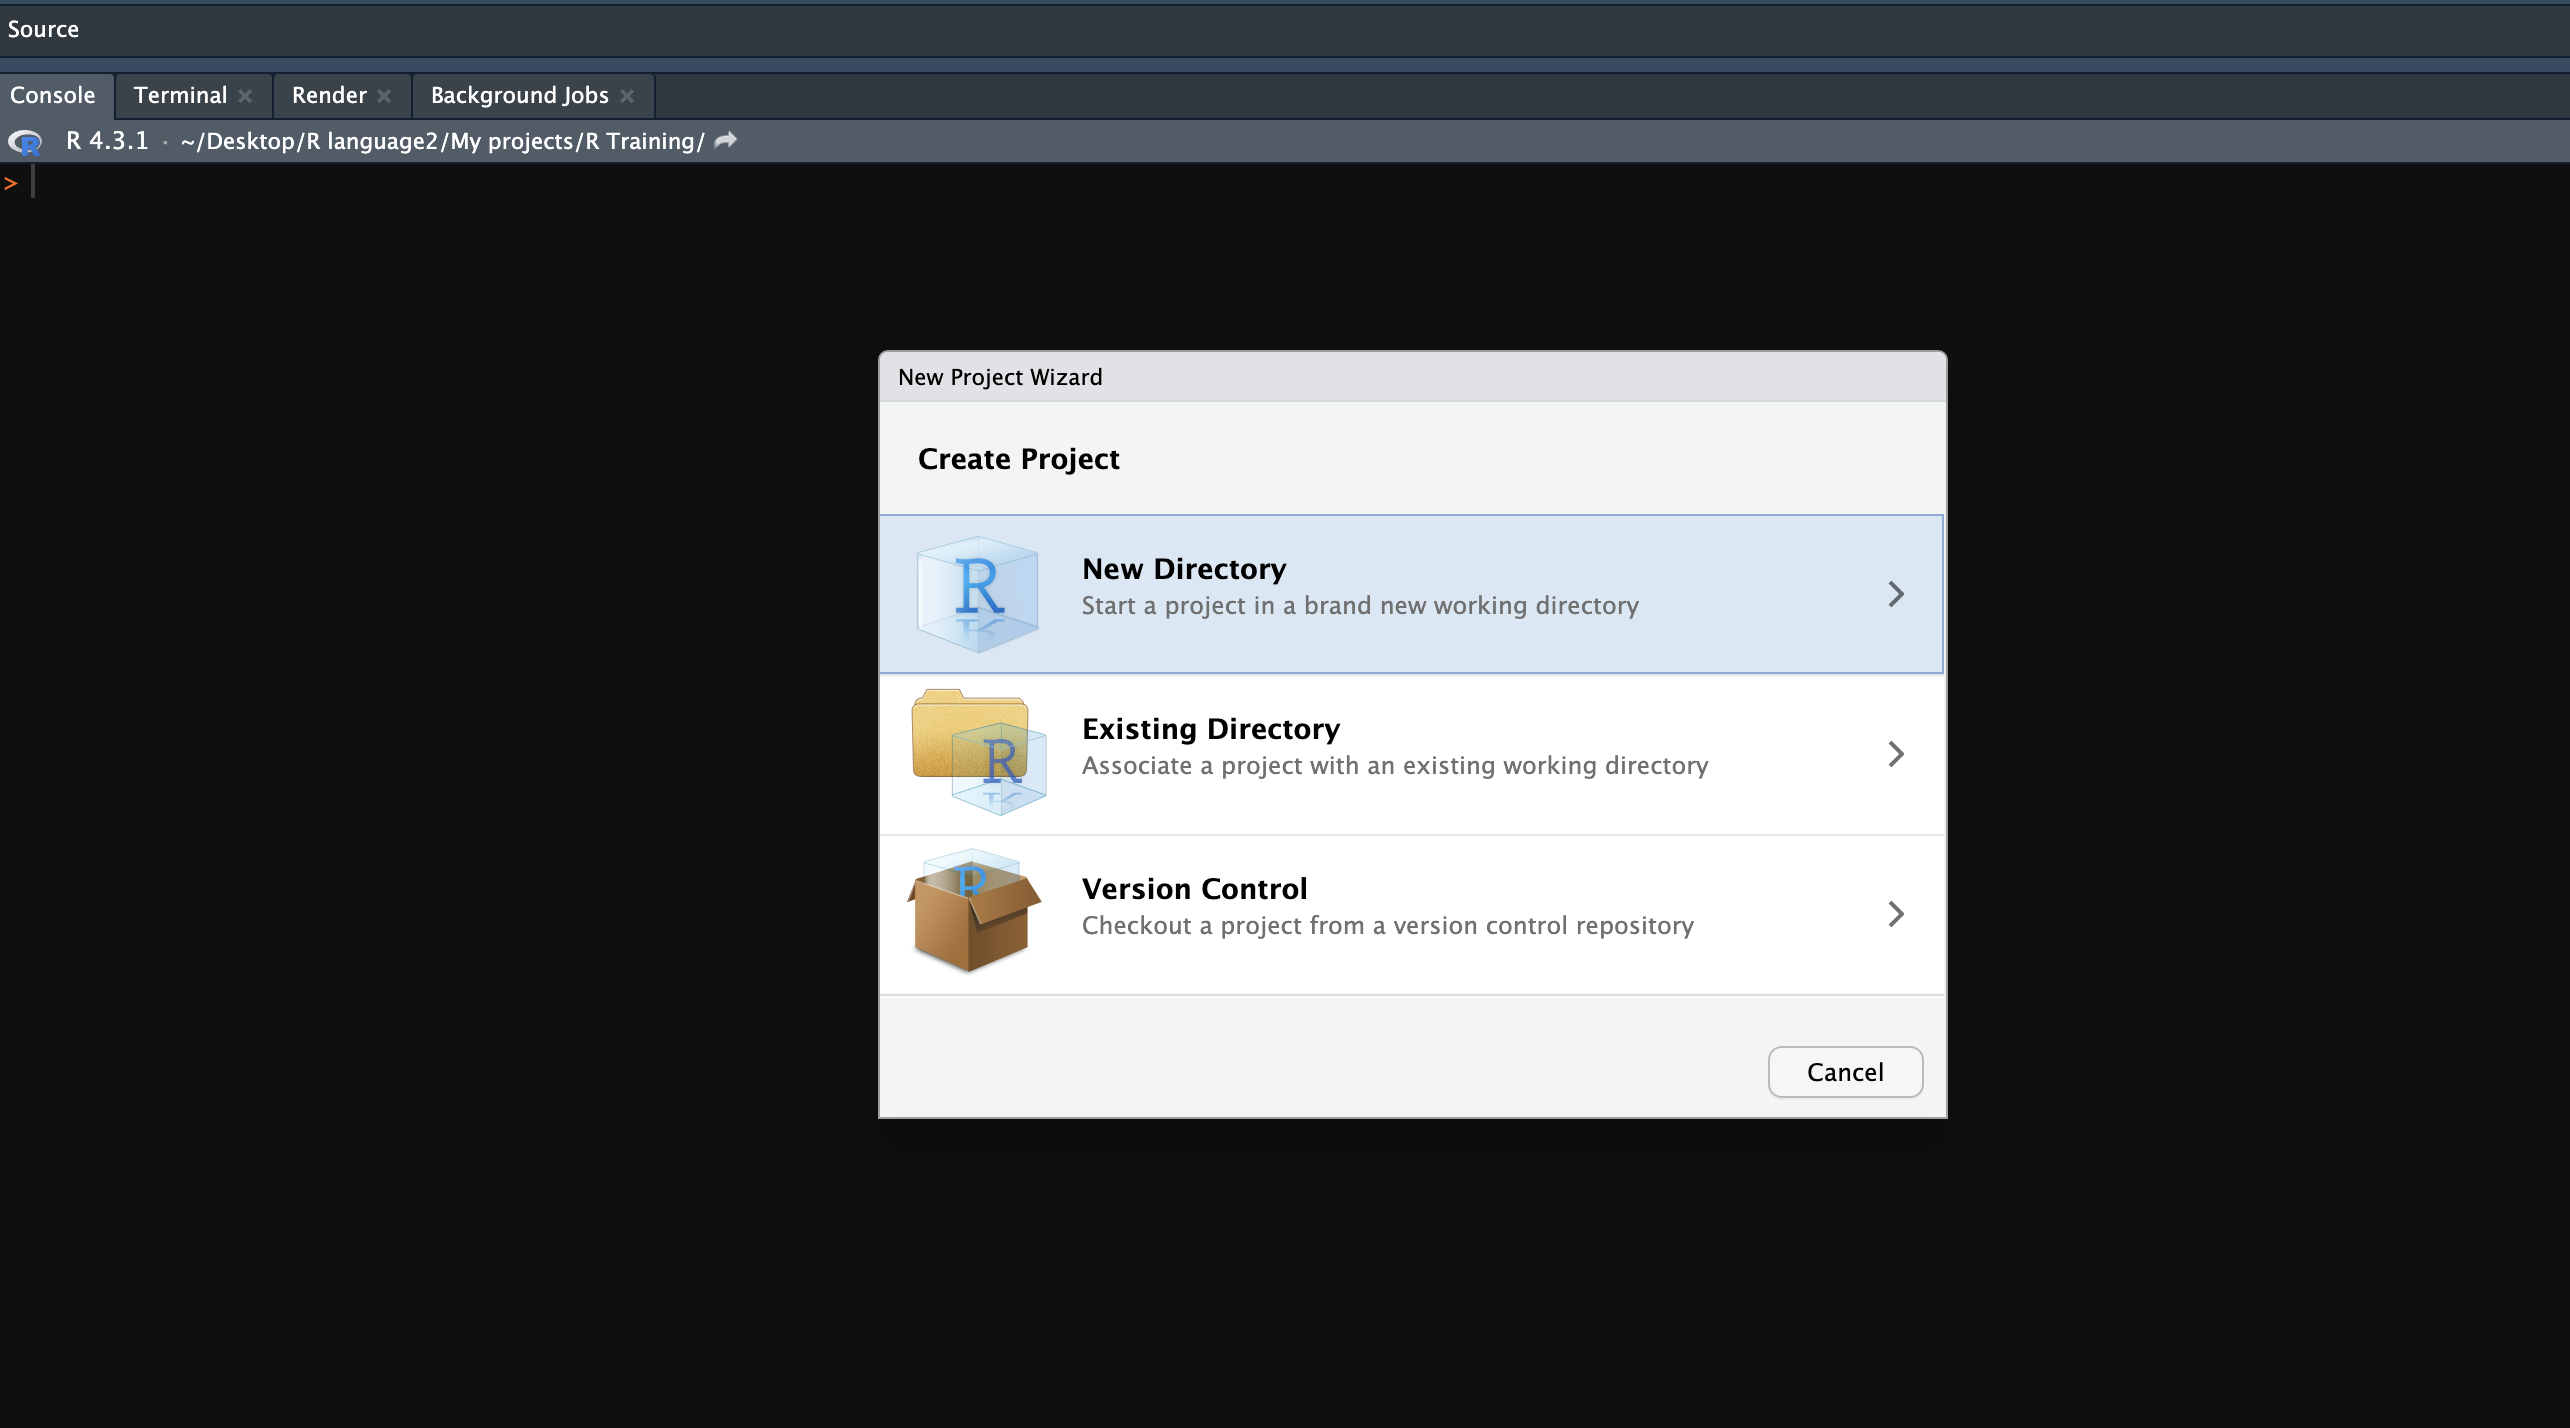 Source
Console Terminal Render Background Jobs
R 4.3.1 · ~/Desktop/R language2/My projects/R Training/
>
New Project Wizard
Create Project
New Directory
Start a project in a brand new working directory
Existing Directory
Associate a project with an existing working directory
Version Control
Checkout a project from a version control repository
Cancel